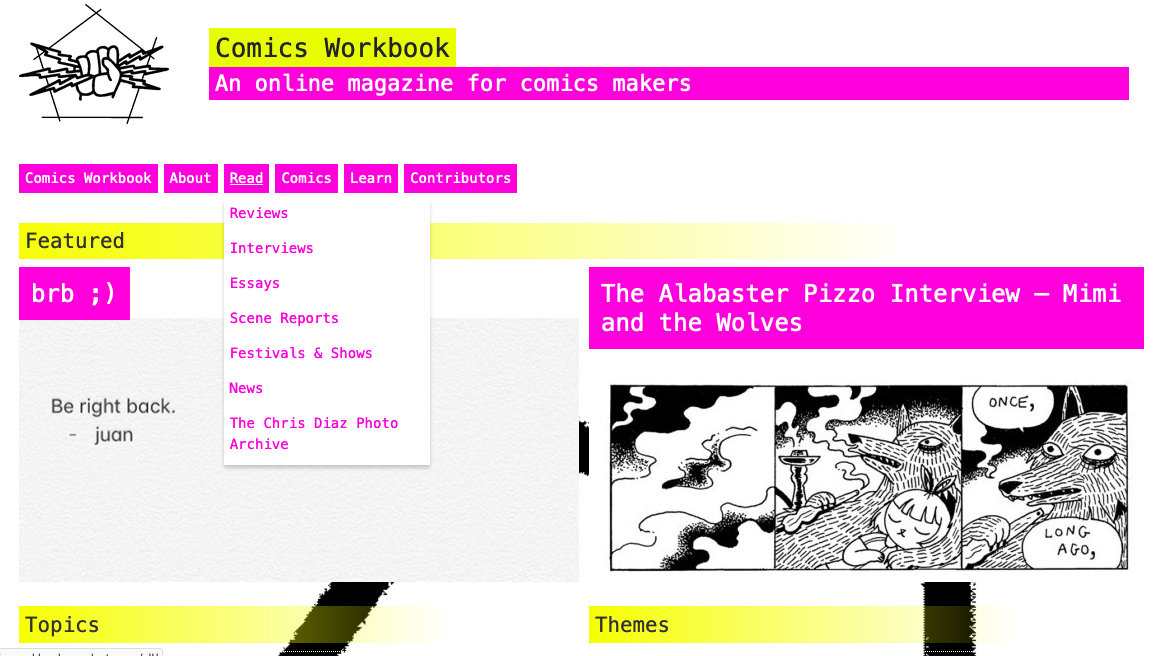 Comics Workbook
An online magazine for comics makers
Comics Workbook About Read Comics Learn Contributors
Reviews
Interviews
Essays
Scene Reports
Festivals & Shows
News
The Chris Diaz Photo
Archive
Featured
brb ;)
Be right back.
- juan
The Alabaster Pizzo Interview – Mimi
and the Wolves
ONCE,
LONG
AGO,
Topics
Themes